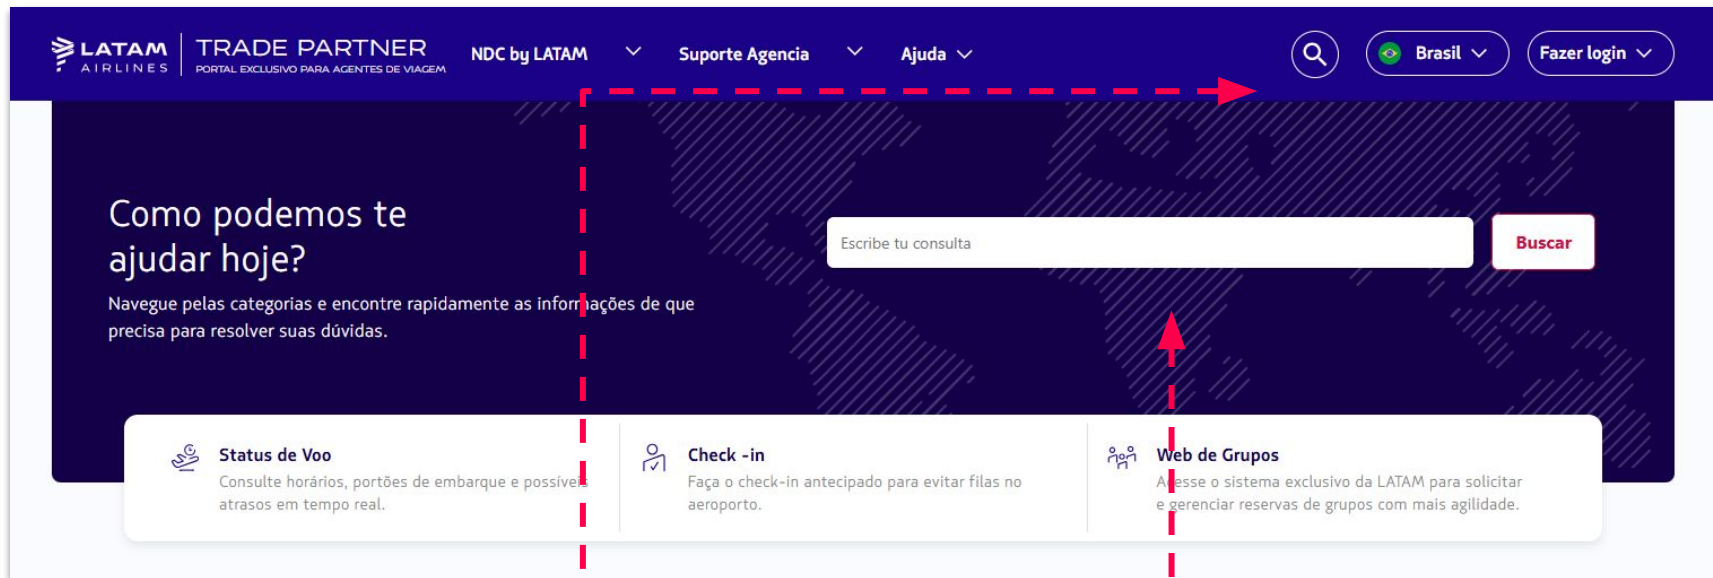 LATAM AIRLINES
TRADE PARTNER
PORTAL EXCLUSIVO PARA AGENTES DE VIAGEM
NDC by LATAM
Suporte Agencia
Ajuda
Brasil
Fazer login
Como podemos te
ajudar hoje?
Navegue pelas categorias e encontre rapidamente as informações de que
precisa para resolver suas dúvidas.
Escribe tu consulta
Buscar
Status de Voo
Consulte horários, portões de embarque e possíveis
atrasos em tempo real.
Check -in
Faça o check-in antecipado para evitar filas no
aeroporto.
Web de Grupos
Acesse o sistema exclusivo da LATAM para solicitar
e gerenciar reservas de grupos com mais agilidade.